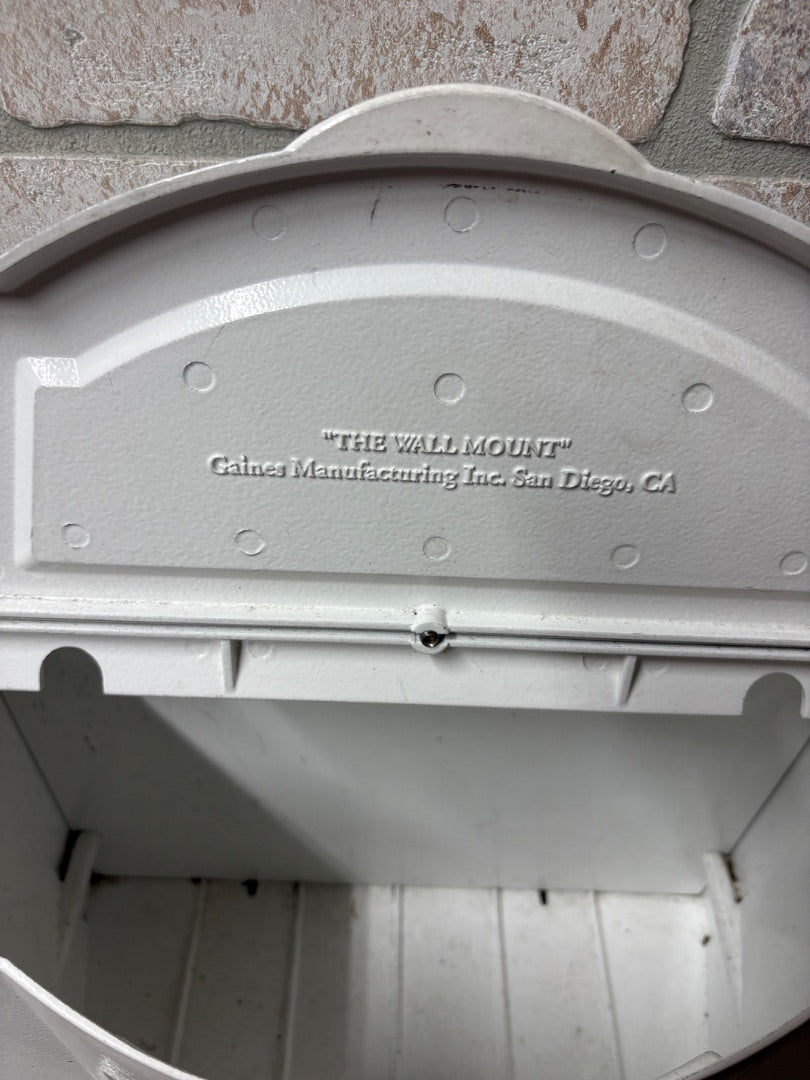 "THE WALL MOUNT"
Gaines Manufacturing Inc. San Diego, CA